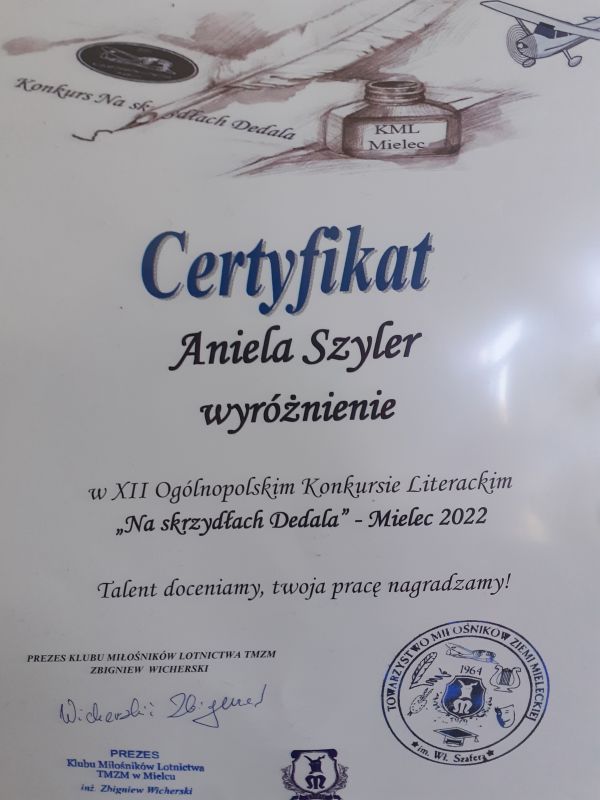 Konkurs Na skrzydłach Dedala
KML
Mielec
Certyfikat
Aniela Szyler
wyróżnienie
w XII Ogólnopolskim Konkursie Literackim
„Na skrzydłach Dedala” - Mielec 2022
Talent doceniamy, twoja pracę nagradzamy!
PREZES KLUBU MIŁOŚNIKÓW LOTNICTWA TMZM
ZBIGNIEW WICHERSKI
Wicherski Zbigniew
PREZES
Klubu Miłośników Lotnictwa
TMZM w Mielcu
inż. Zbigniew Wicherski
TOWARZYSTWO MIŁOŚNIKÓW ZIEMI MIELECKIEJ
1964
im. Wł. Szafera